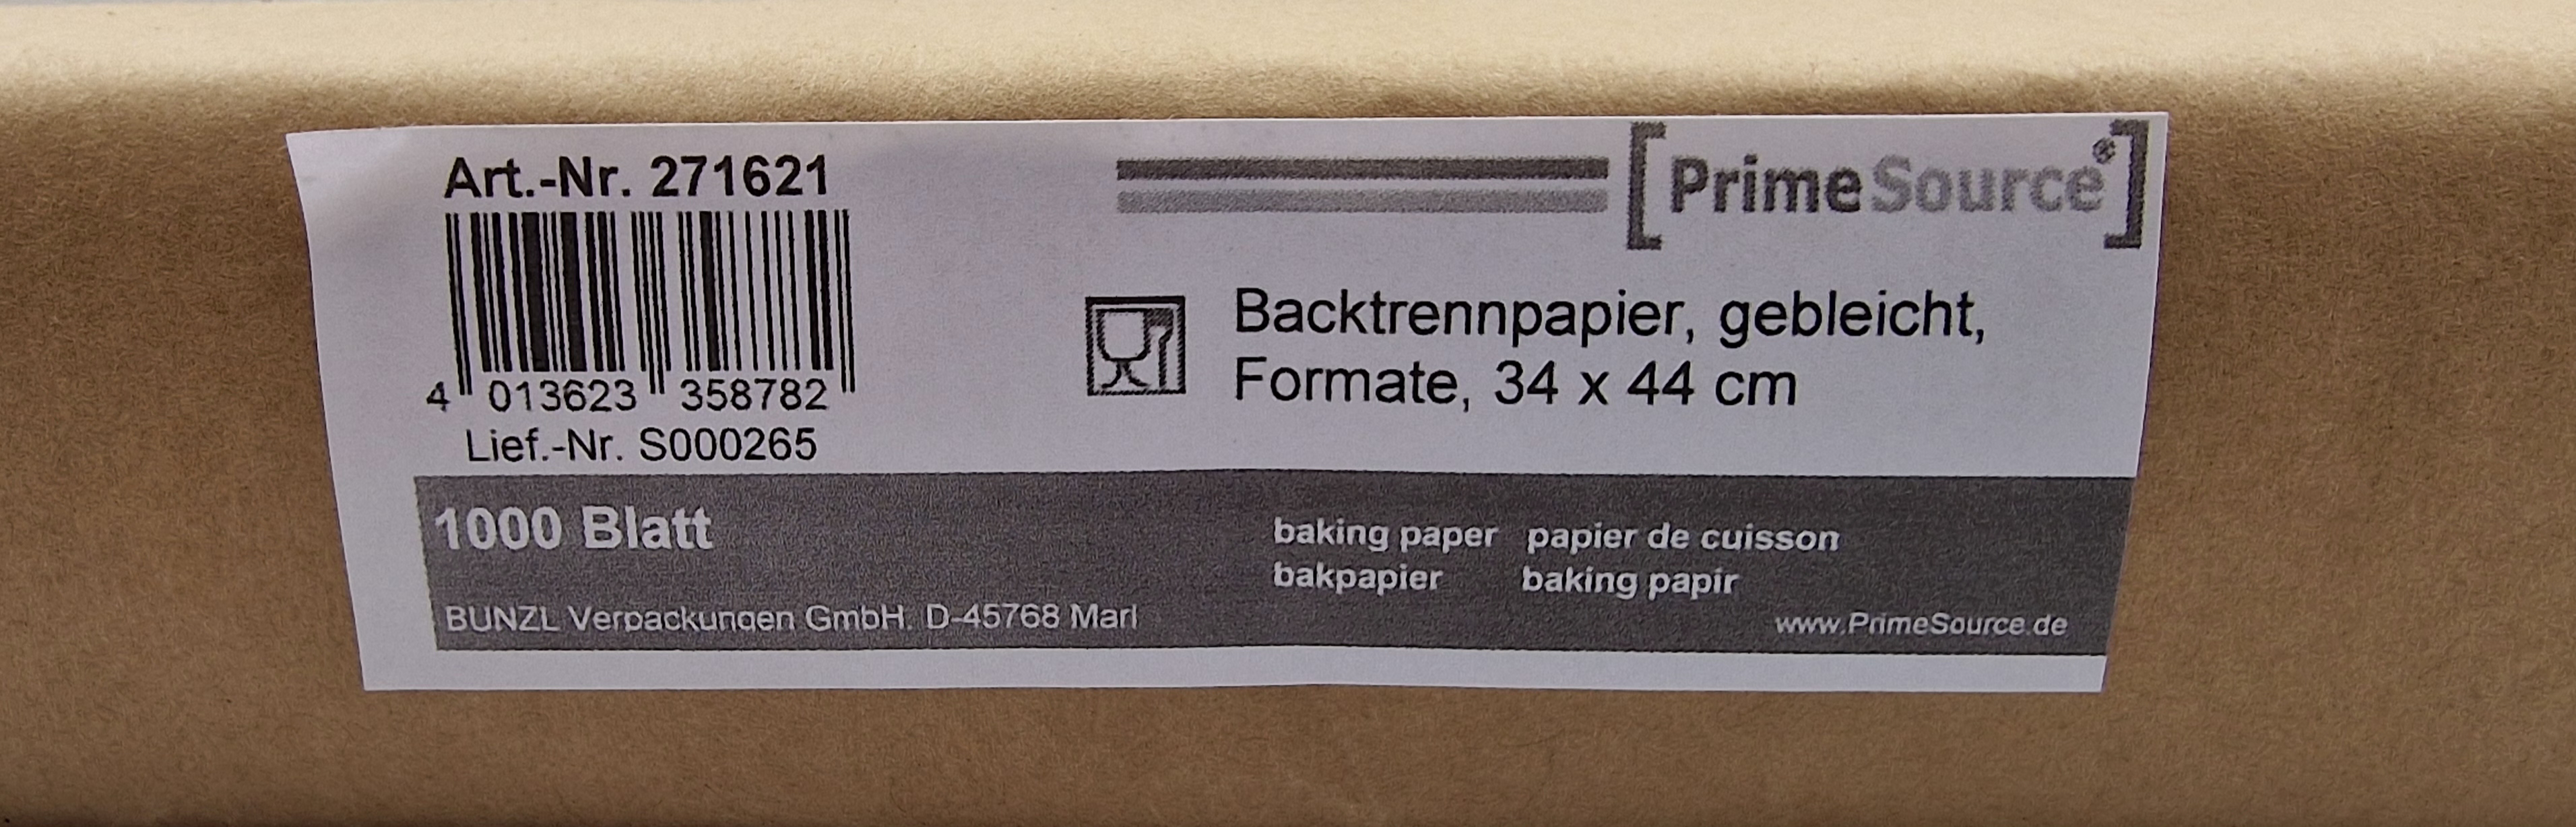 Art.-Nr. 271621
[PrimeSource®]
4 013623 358782
Lief.-Nr. S000265
Backtrennpapier, gebleicht,
Formate, 34 x 44 cm
1000 Blatt
baking paper papier de cuisson
bakpapier baking papir
BUNZL Verpackungen GmbH. D-45768 Marl
www.PrimeSource.de